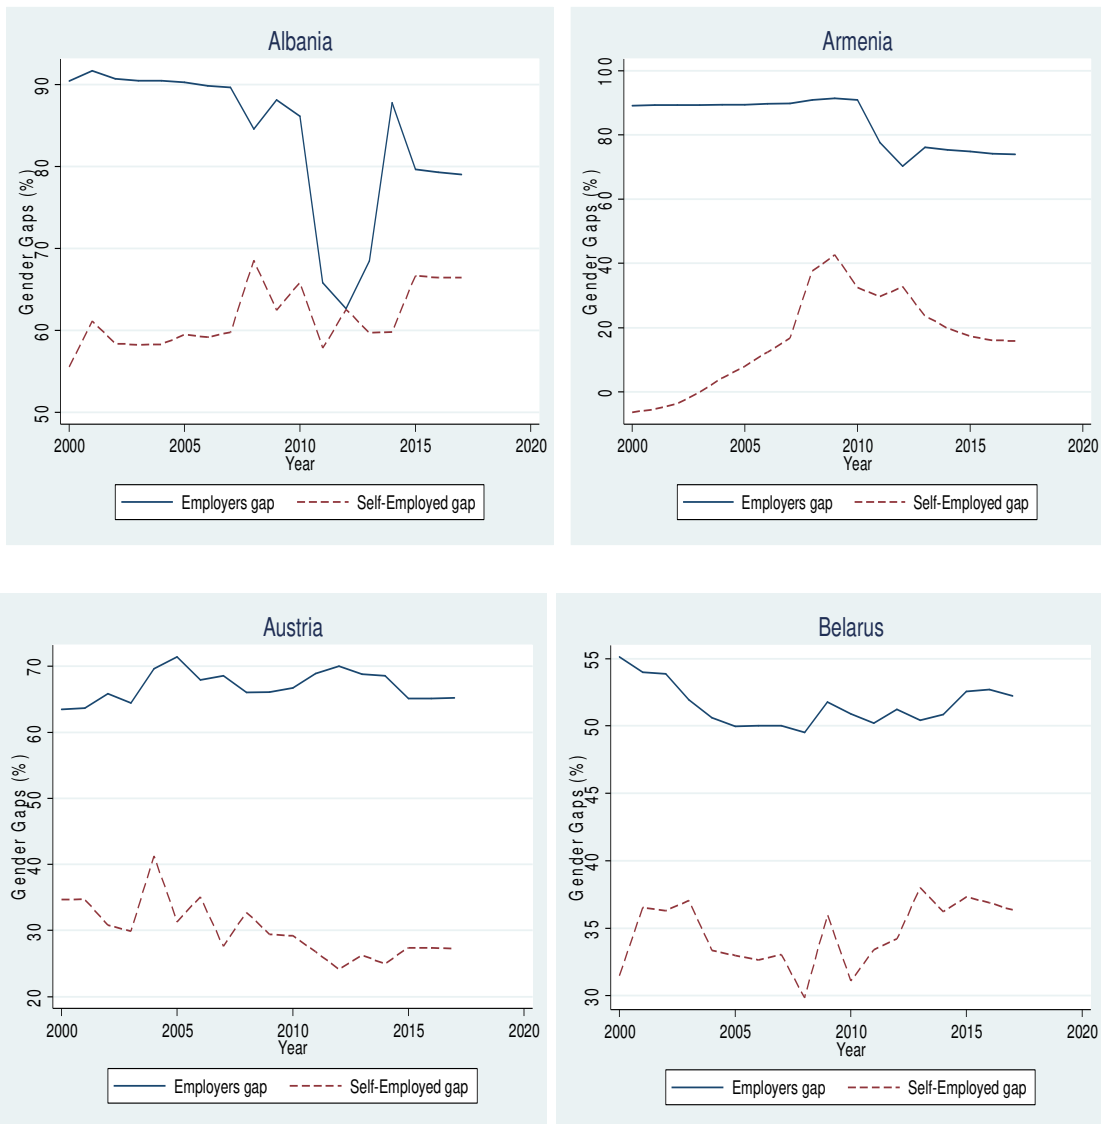 Albania
Gender Gaps (%)
90
80
70
60
50
2000 2005 2010 2015 2020
Year
Employers gap Self-Employed gap
Armenia
Gender Gaps (%)
100
80
60
40
20
0
2000 2005 2010 2015 2020
Year
Employers gap Self-Employed gap
Austria
Gender Gaps (%)
70
60
50
40
30
20
2000 2005 2010 2015 2020
Year
Employers gap Self-Employed gap
Belarus
Gender Gaps (%)
55
50
45
40
35
30
2000 2005 2010 2015 2020
Year
Employers gap Self-Employed gap